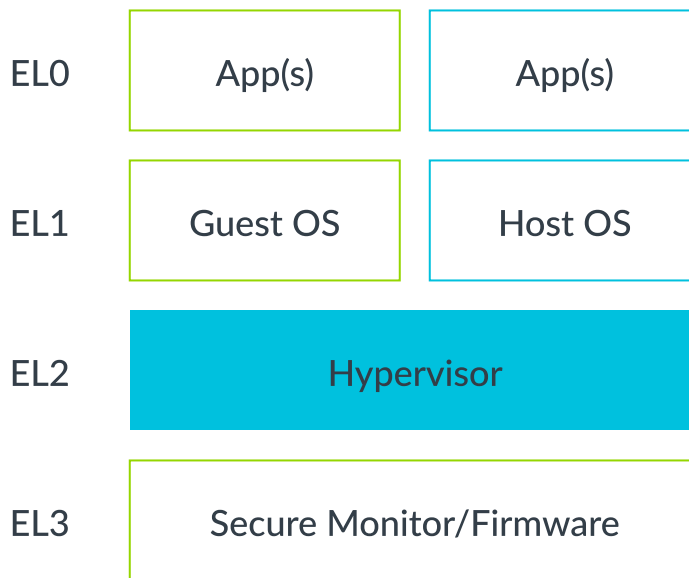 EL0 App(s) App(s)
EL1 Guest OS Host OS
EL2 Hypervisor
EL3 Secure Monitor/Firmware